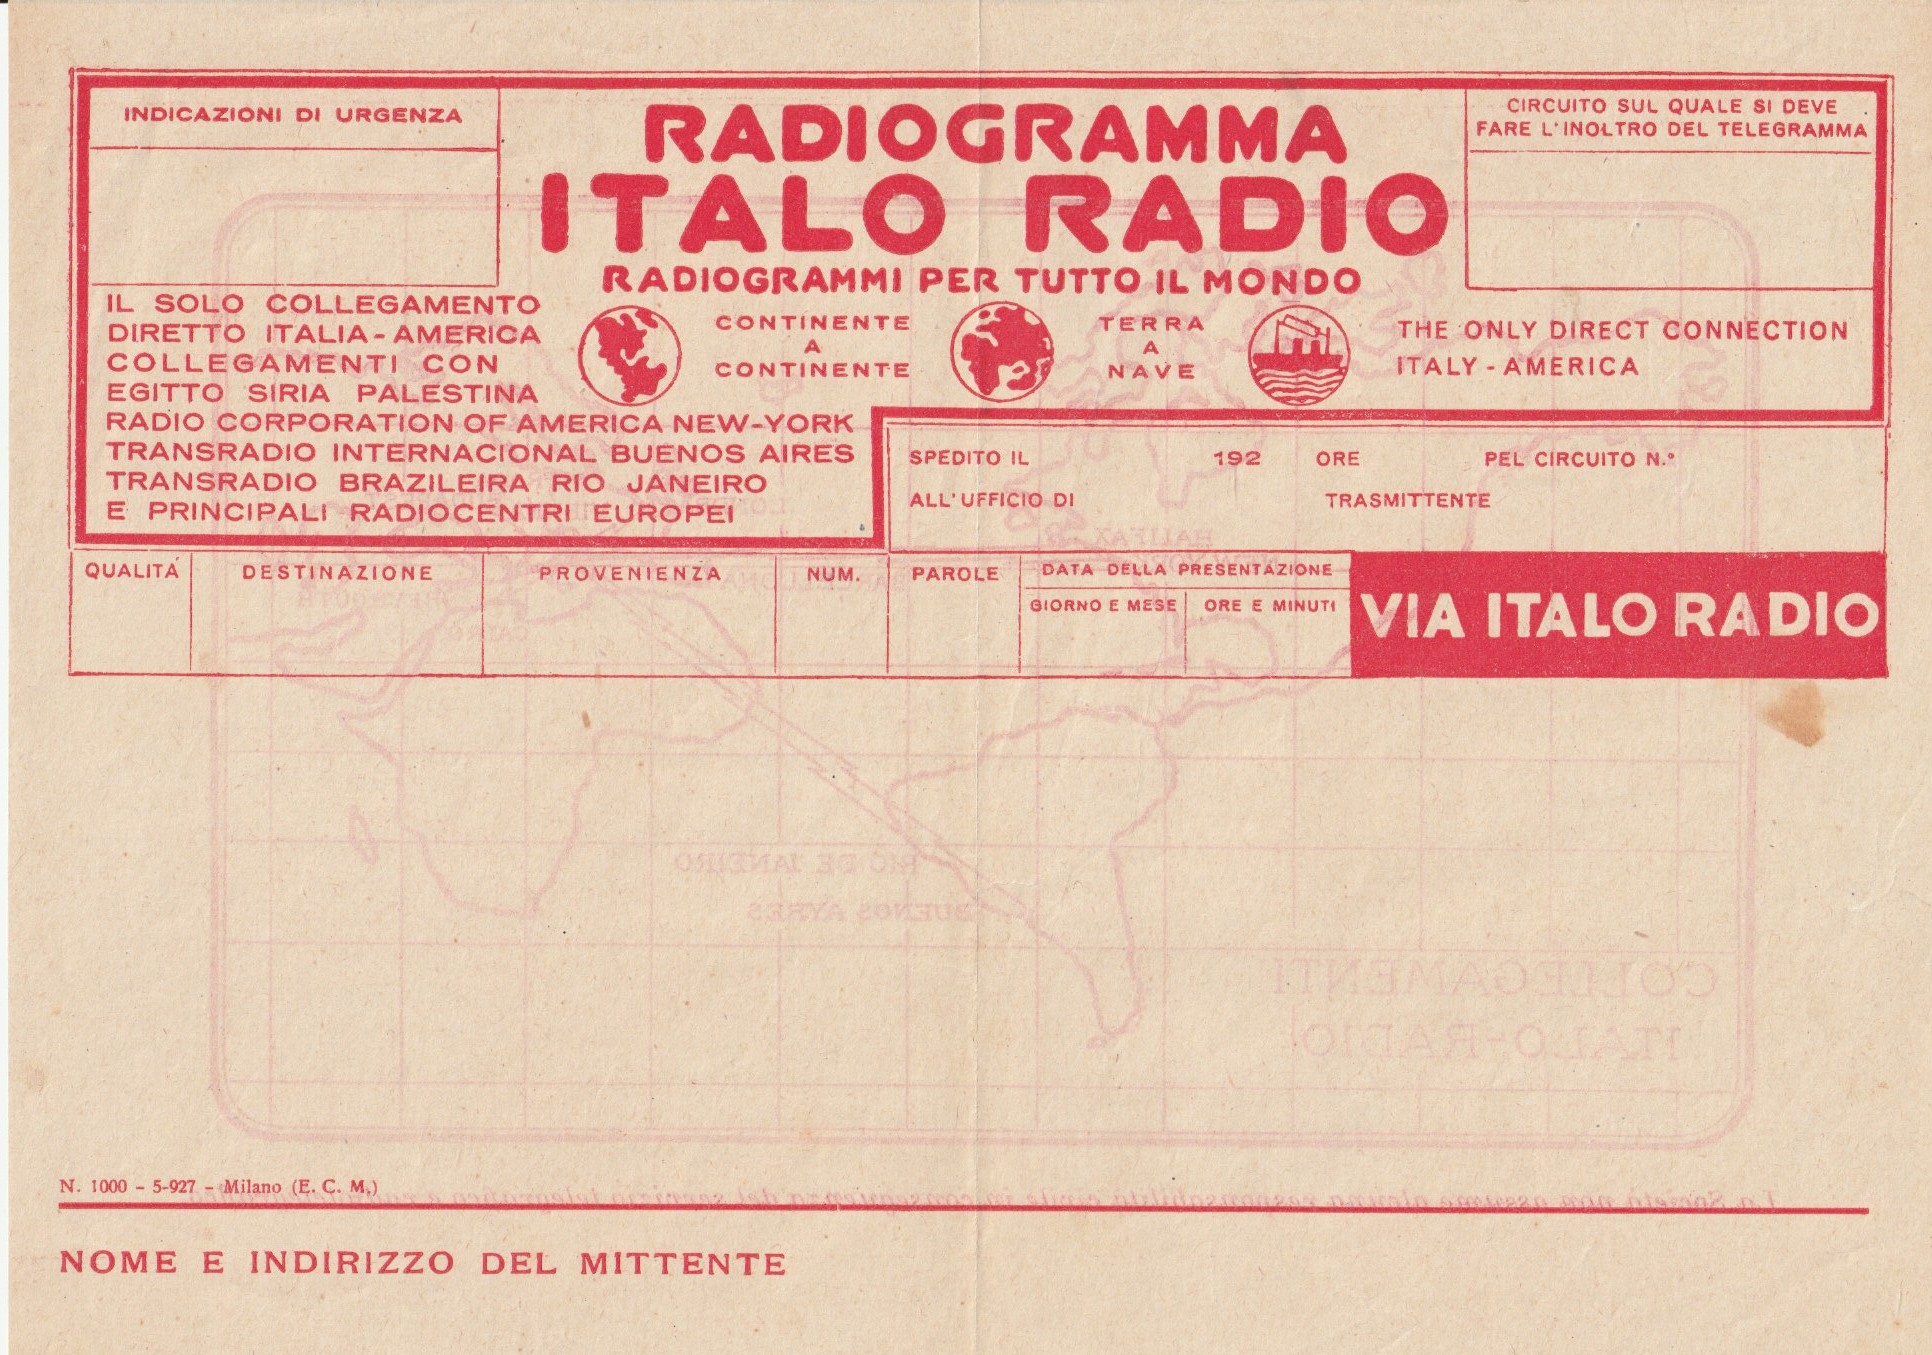 INDICAZIONI DI URGENZA
RADIOGRAMMA
ITALO RADIO
RADIOGRAMMI PER TUTTO IL MONDO
CIRCUITO SUL QUALE SI DEVE
FARE L'INOLTRO DEL TELEGRAMMA
IL SOLO COLLEGAMENTO
DIRETTO ITALIA-AMERICA
COLLEGAMENTI CON
EGITTO SIRIA PALESTINA
RADIO CORPORATION OF AMERICA NEW-YORK
TRANSRADIO INTERNACIONAL BUENOS AIRES
TRANSRADIO BRAZILEIRA RIO JANEIRO
E PRINCIPALI RADIOCENTRI EUROPEI
CONTINENTE
A
CONTINENTE
TERRA
A
NAVE
THE ONLY DIRECT CONNECTION
ITALY-AMERICA
SPEDITO IL 192 ORE PEL CIRCUITO N.°
ALL'UFFICIO DI TRASMITTENTE
QUALITÀ DESTINAZIONE PROVENIENZA NUM. PAROLE DATA DELLA PRESENTAZIONE
GIORNO E MESE ORE E MINUTI
VIA ITALO RADIO
HALIFAX
RIO DE JANEIRO
BUENOS AYRES
COLLEGAMENTI
ITALO-RADIO
N. 1000 - 5-927 - Milano (E. C. M.)
La Società non assume alcuna responsabilità civile in conseguenza del servizio telegrafico e
NOME E INDIRIZZO DEL MITTENTE